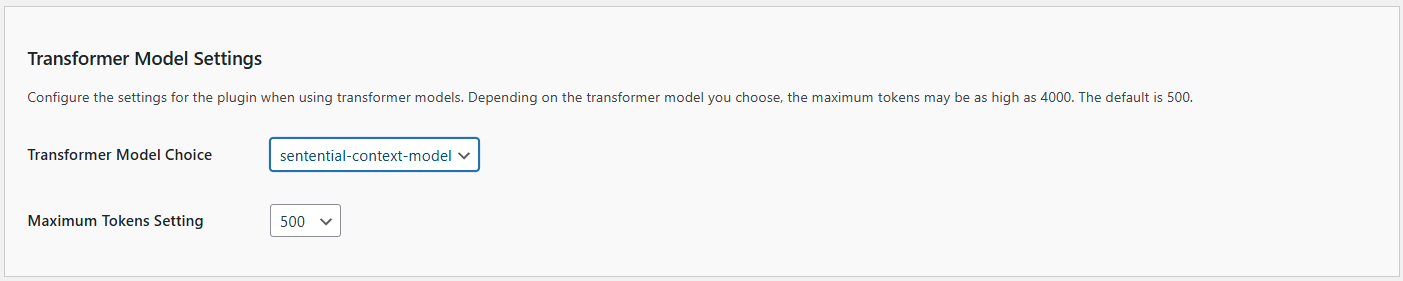 Transformer Model Settings
Configure the settings for the plugin when using transformer models. Depending on the transformer model you choose, the maximum tokens may be as high as 4000. The default is 500.
Transformer Model Choice sentential-context-model
Maximum Tokens Setting 500